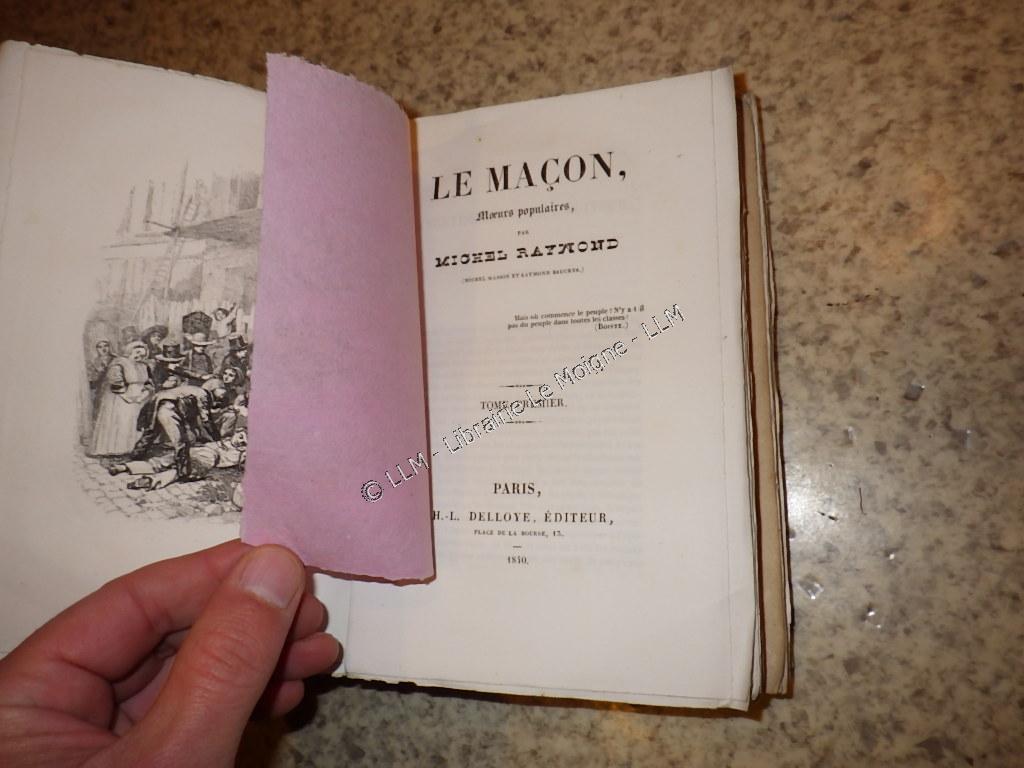 LE MAÇON,
Mœurs populaires,
PAR
MICHEL RAYMOND
(MICHEL MASSON ET RAYMOND BRUCKER.)
Mais où commence le peuple? N'y a-t-il
pas du peuple dans toutes les classes?
(BOISTE.)
TOME PREMIER.
PARIS,
H.-L. DELLOYE, ÉDITEUR,
PLACE DE LA BOURSE, 13.
1840.
© LLM - Librairie Le Moigne - LLM